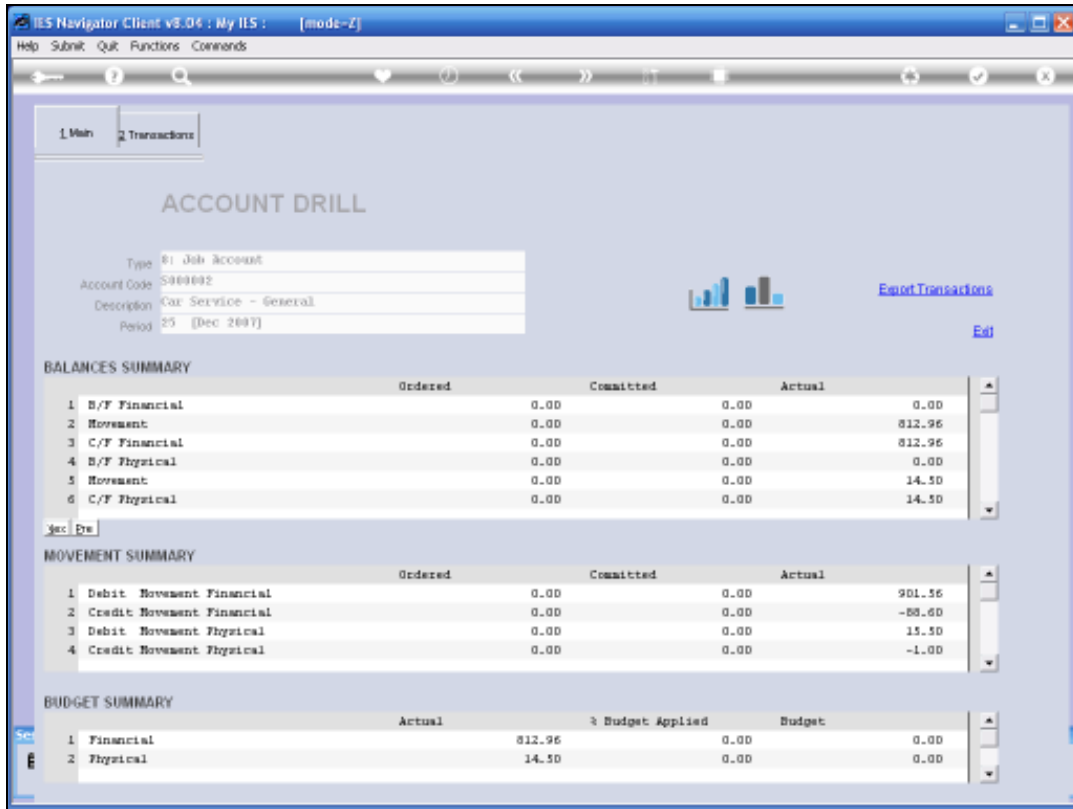 IES Navigator Client v8.04 : My IES : [mode=Z]
Help Submit Quit Functions Commands
1 Main 2 Transactions
ACCOUNT DRILL
Type 8: Job Account
Account Code S000002
Description Car Service - General
Period 25 [Dec 2007]
Export Transactions
Exit
BALANCES SUMMARY
Ordered Committed Actual
1 B/F Financial 0.00 0.00 0.00
2 Movement 0.00 0.00 812.96
3 C/F Financial 0.00 0.00 812.96
4 B/F Physical 0.00 0.00 0.00
5 Movement 0.00 0.00 14.50
6 C/F Physical 0.00 0.00 14.50
Nex Pre
MOVEMENT SUMMARY
Ordered Committed Actual
1 Debit Movement Financial 0.00 0.00 901.56
2 Credit Movement Financial 0.00 0.00 -88.60
3 Debit Movement Physical 0.00 0.00 15.50
4 Credit Movement Physical 0.00 0.00 -1.00
BUDGET SUMMARY
Actual % Budget Applied Budget
1 Financial 812.96 0.00 0.00
2 Physical 14.50 0.00 0.00